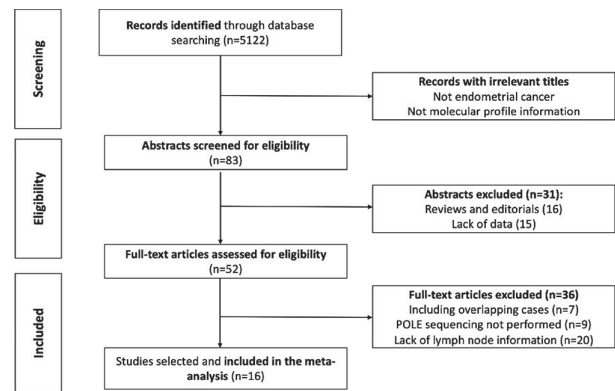 Screening
Records identified through database
searching (n=5122)
Records with irrelevant titles
Not endometrial cancer
Not molecular profile information
Eligibility
Abstracts screened for eligibility
(n=83)
Abstracts excluded (n=31):
Reviews and editorials (16)
Lack of data (15)
Full-text articles assessed for eligibility
(n=52)
Included
Full-text articles excluded (n=36)
Including overlapping cases (n=7)
POLE sequencing not performed (n=9)
Lack of lymph node information (n=20)
Studies selected and included in the meta-
analysis (n=16)